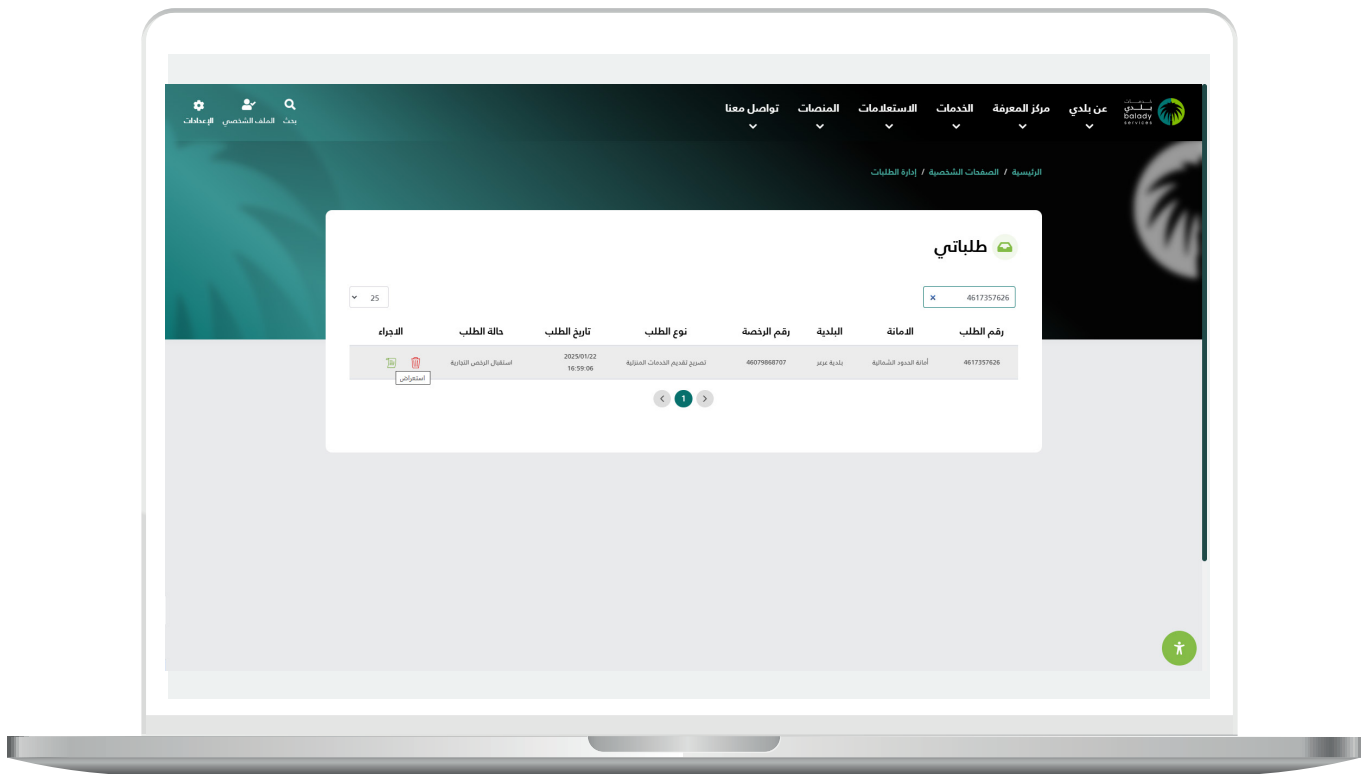 خدمات
بلدي
balady
services
عن بلدي
مركز المعرفة
الخدمات
الاستعلامات
المنصات
تواصل معنا
بحث
الملف الشخصي
الإعدادات
الرئيسية / الصفحات الشخصية / إدارة الطلبات
طلباتي
4617357626 x
25
رقم الطلب الامانة البلدية رقم الرخصة نوع الطلب تاريخ الطلب حالة الطلب الاجراء
4617357626 أمانة الحدود الشمالية بلدية عرعر 46079868707 تصريح تقديم الخدمات المنزلية 2025/01/22 استقبال الرخص التجارية
16:59:06
استعراض
1